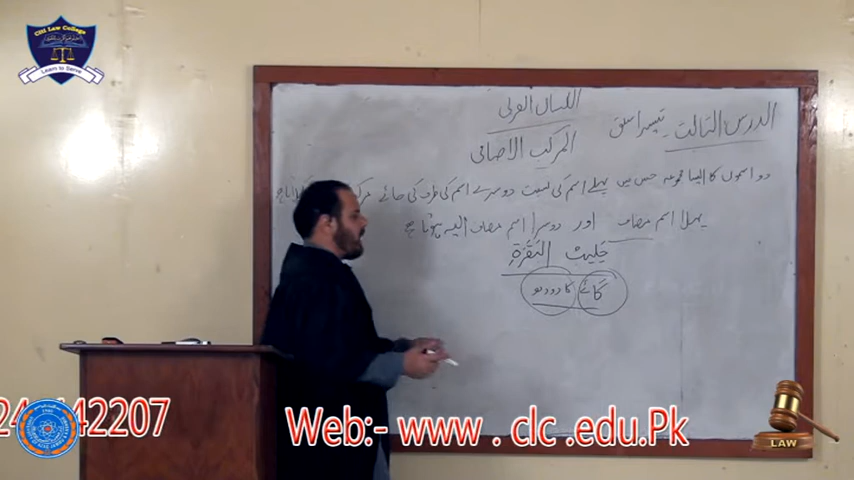 Citi Law College
Learn to Serve
اللسان العربی
الدرس الثالث تیسرا سبق
المرکب الاضافی
دو اسموں کا ایسا مجموعہ جس میں پہلے اسم کی نسبت دوسرے اسم کی طرف کی جائے
پہلا اسم مضاف اور دوسرا اسم مضاف الیہ ہوتا ہے
حَلِیبُ البَقَرَةِ
گائے کا دودھ
42207
Web:- www . clc .edu.Pk
LAW